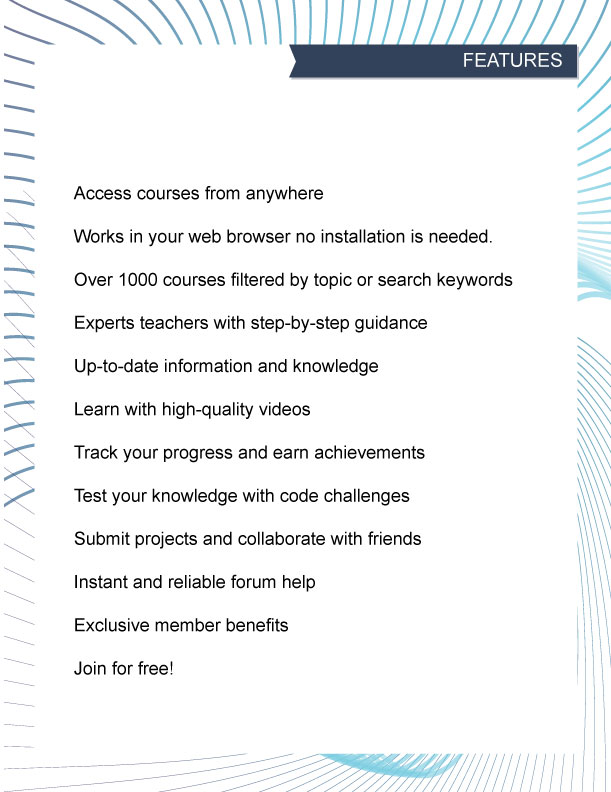 FEATURES
Access courses from anywhere
Works in your web browser no installation is needed.
Over 1000 courses filtered by topic or search keywords
Experts teachers with step-by-step guidance
Up-to-date information and knowledge
Learn with high-quality videos
Track your progress and earn achievements
Test your knowledge with code challenges
Submit projects and collaborate with friends
Instant and reliable forum help
Exclusive member benefits
Join for free!